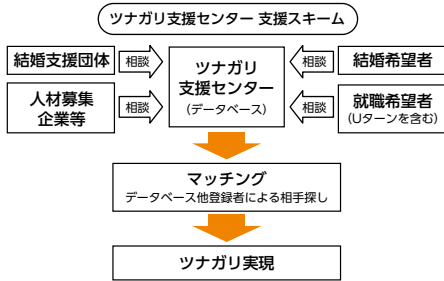 ツナガリ支援センター 支援スキーム
結婚支援団体
相談
ツナガリ
支援センター
(データベース)
相談
結婚希望者
人材募集
企業等
相談
相談
就職希望者
(Uターンを含む)
マッチング
データベース他登録者による相手探し
ツナガリ実現